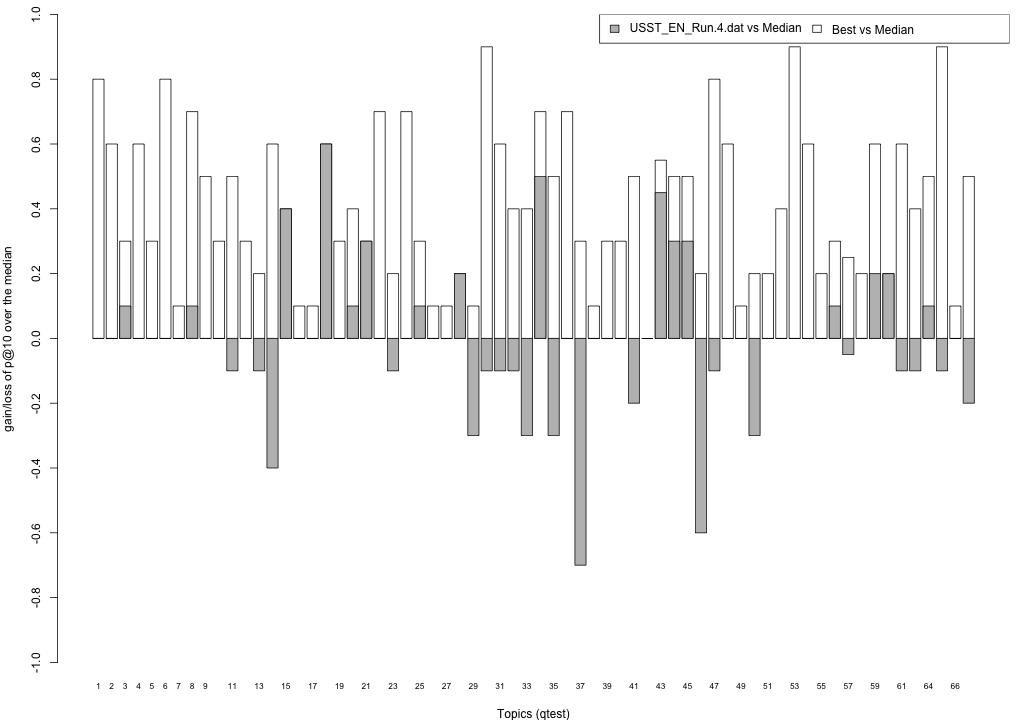 USST_EN_Run.4.dat vs Median Best vs Median
gain/loss of p@10 over the median
1.0
0.8
0.6
0.4
0.2
0.0
-0.2
-0.4
-0.6
-0.8
-1.0
1 2 3 4 5 6 7 8 9 11 13 15 17 19 21 23 25 27 29 31 33 35 37 39 41 43 45 47 49 51 53 55 57 59 61 64 66
Topics (qtest)